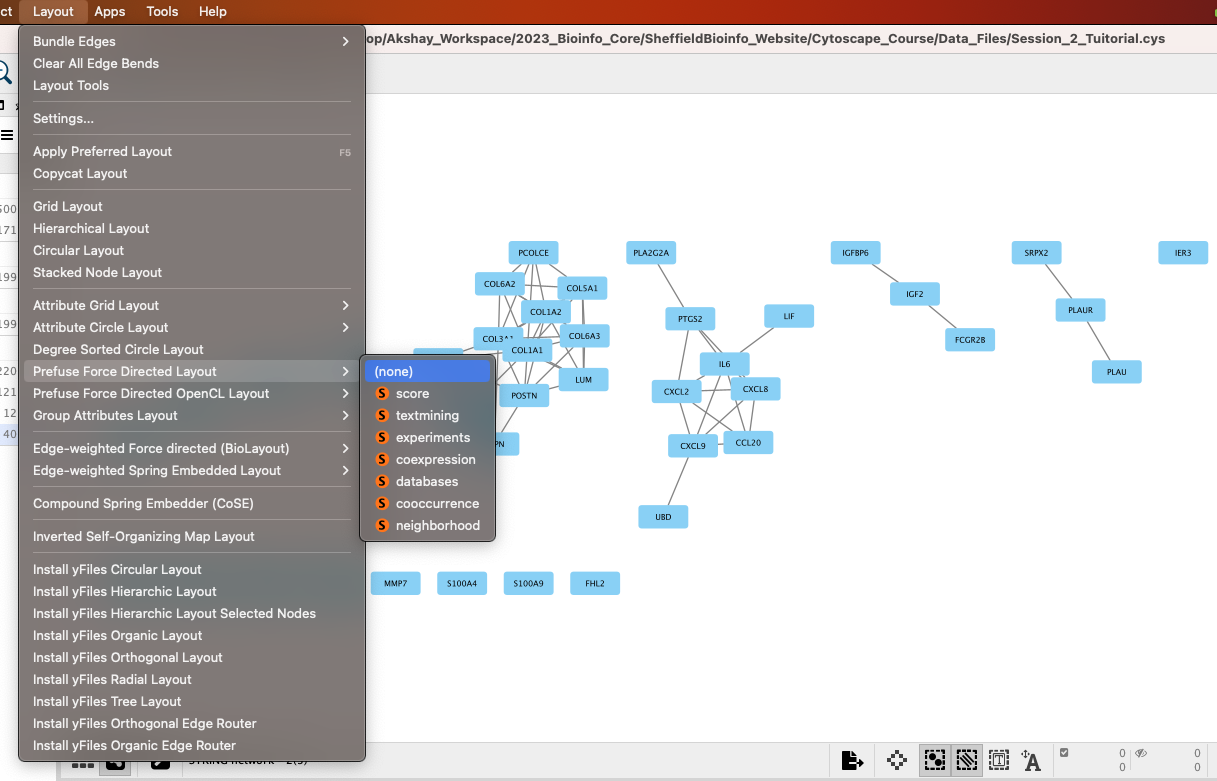 ct Layout Apps Tools Help
op/Akshay_Workspace/2023_Bioinfo_Core/SheffieldBioinfo_Website/Cytoscape_Course/Data_Files/Session_2_Tuitorial.cys
Bundle Edges
Clear All Edge Bends
Layout Tools
Settings...
Apply Preferred Layout F5
Copycat Layout
Grid Layout
Hierarchical Layout
Circular Layout
Stacked Node Layout
Attribute Grid Layout
Attribute Circle Layout
Degree Sorted Circle Layout
Prefuse Force Directed Layout
Prefuse Force Directed OpenCL Layout
Group Attributes Layout
Edge-weighted Force directed (BioLayout)
Edge-weighted Spring Embedded Layout
Compound Spring Embedder (CoSE)
Inverted Self-Organizing Map Layout
Install yFiles Circular Layout
Install yFiles Hierarchic Layout
Install yFiles Hierarchic Layout Selected Nodes
Install yFiles Organic Layout
Install yFiles Orthogonal Layout
Install yFiles Radial Layout
Install yFiles Tree Layout
Install yFiles Orthogonal Edge Router
Install yFiles Organic Edge Router
(none)
S score
S textmining
S experiments
S coexpression
S databases
S cooccurrence
S neighborhood
500
171
199
199
220
121
12
40
PCOLCE
COL6A2
COL5A1
COL1A2
COL3A1
COL6A3
COL1A1
LUM
POSTN
PN
PLA2G2A
PTGS2
LIF
IL6
CXCL2
CXCL8
CXCL9
CCL20
UBD
IGFBP6
IGF2
FCGR2B
SRPX2
PLAUR
PLAU
IER3
MMP7
S100A4
S100A9
FHL2
0 0
0 0